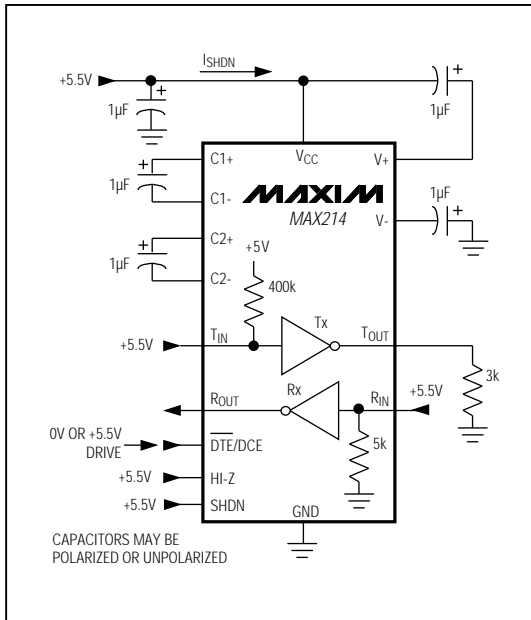 I_SHDN
+5.5V
+
1µF
+
1µF
C1+
VCC
V+
+
1µF
C1-
MAXIM
MAX214
V-
1µF
+
C2+
+
1µF
C2-
+5V
400k
+5.5V
TIN
Tx
TOUT
3k
ROUT
Rx
RIN
+5.5V
5k
0V OR +5.5V
DRIVE
DTE/DCE
+5.5V
HI-Z
+5.5V
SHDN
GND
CAPACITORS MAY BE
POLARIZED OR UNPOLARIZED